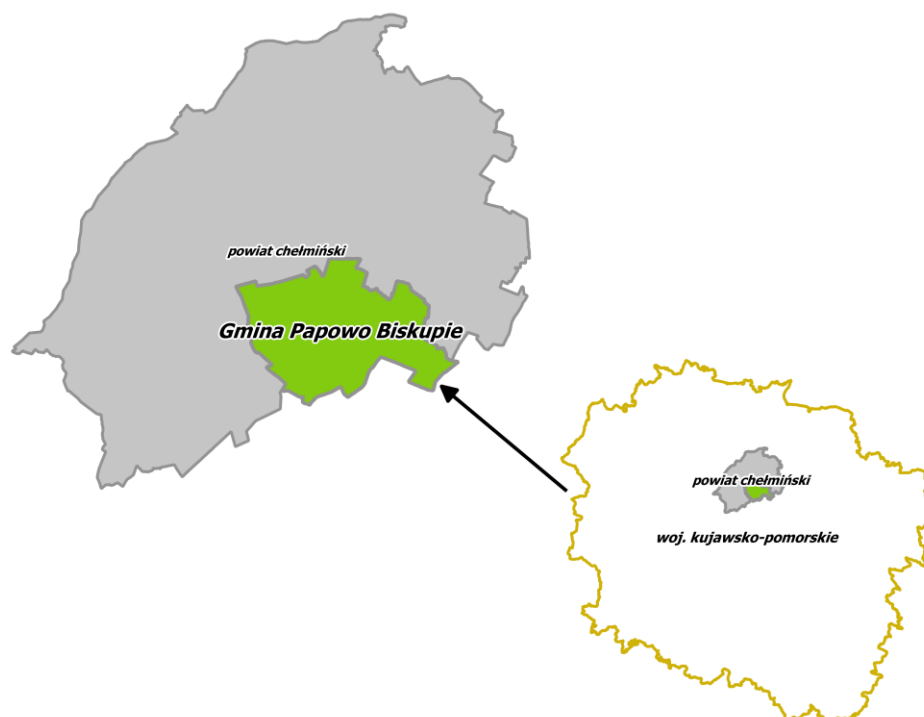 powiat chełmiński
Gmina Papowo Biskupie
powiat chełmiński
woj. kujawsko-pomorskie